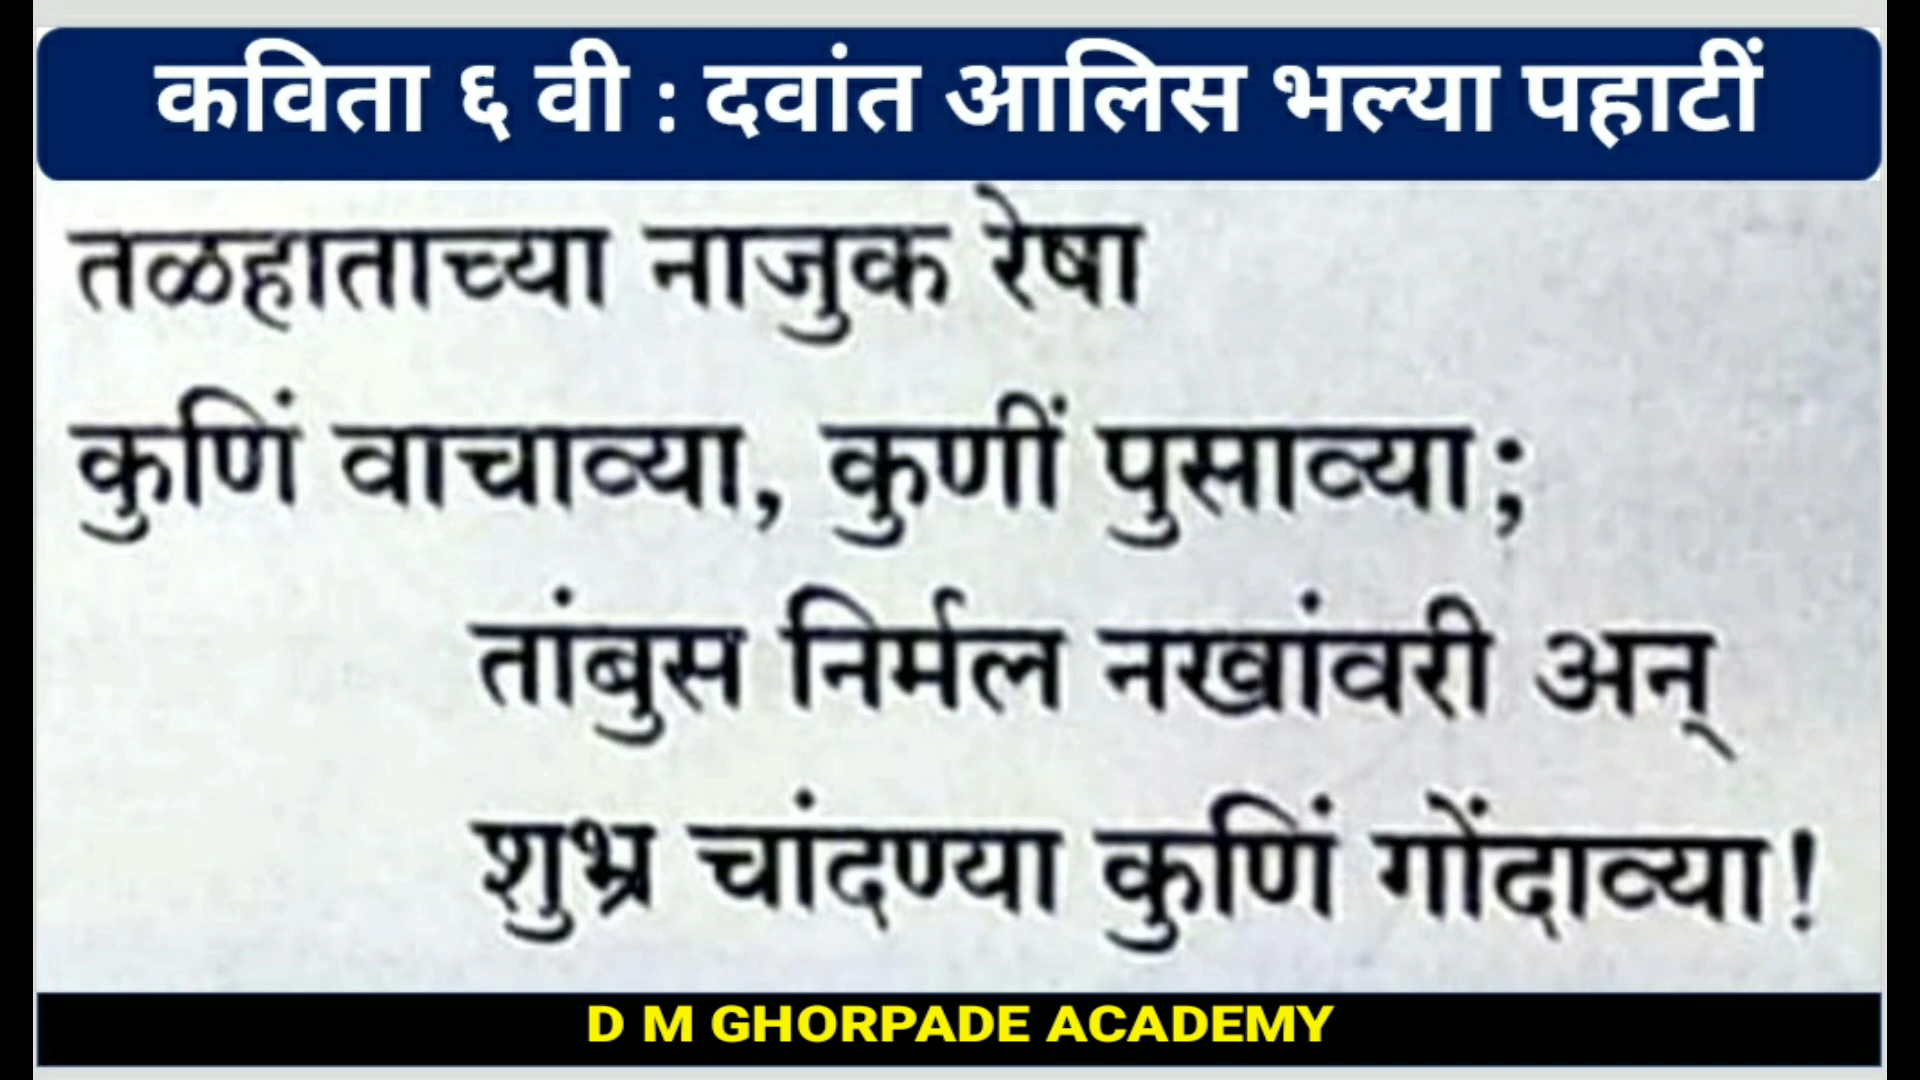 कविता ६ वी : दवांत आलिस भल्या पहाटीं
तळहाताच्या नाजुक रेषा
कुणिं वाचाव्या, कुणीं पुसाव्या;
तांबुस निर्मल नखांवरी अन्
शुभ्र चांदण्या कुणिं गोंदाव्या!
D M GHORPADE ACADEMY